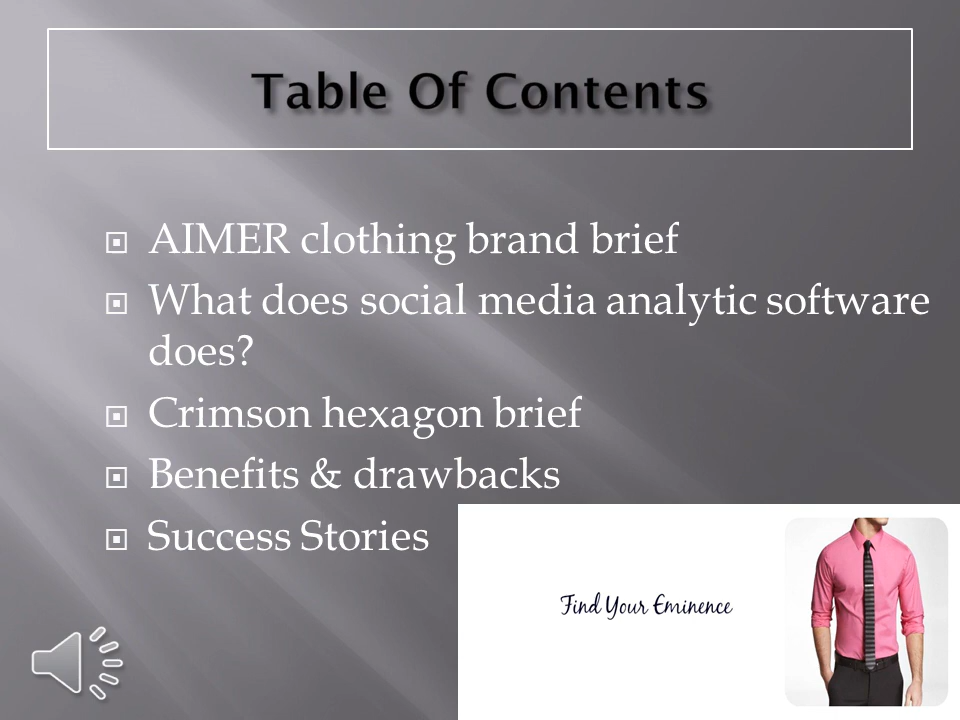 Table Of Contents
AIMER clothing brand brief
What does social media analytic software
does?
Crimson hexagon brief
Benefits & drawbacks
Success Stories
Find Your Eminence